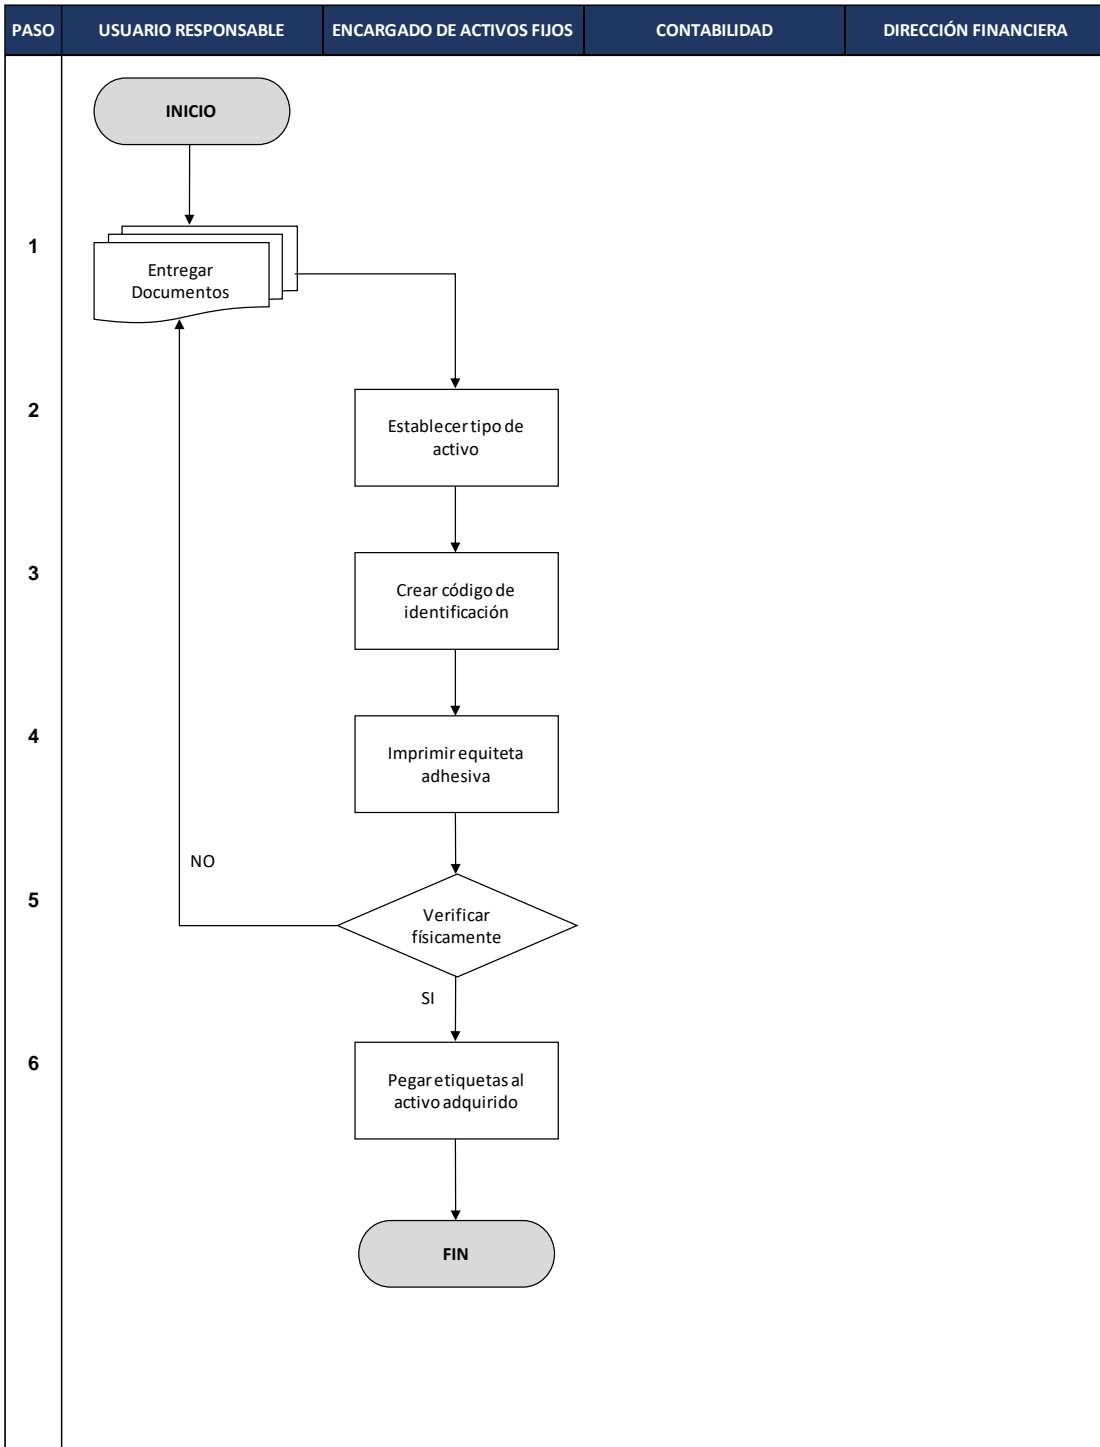 PASO USUARIO RESPONSABLE ENCARGADO DE ACTIVOS FIJOS CONTABILIDAD DIRECCIÓN FINANCIERA
INICIO
1
Entregar
Documentos
2
Establecer tipo de
activo
3
Crear código de
identificación
4
Imprimir equiteta
adhesiva
NO
5
Verificar
físicamente
SI
6
Pegar etiquetas al
activo adquirido
FIN